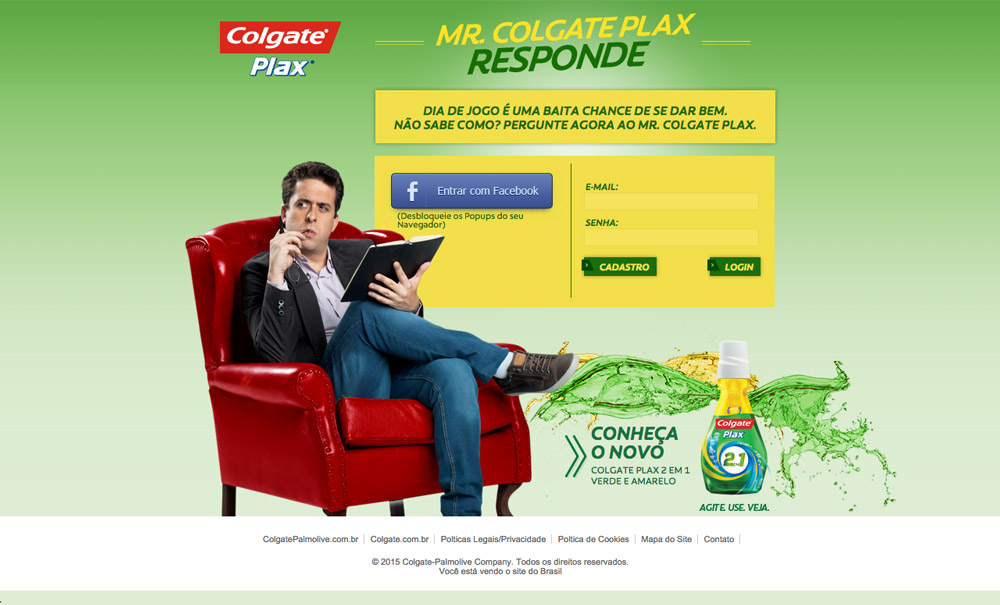 Colgate®
Plax
MR. COLGATE PLAX
RESPONDE
DIA DE JOGO É UMA BAITA CHANCE DE SE DAR BEM.
NÃO SABE COMO? PERGUNTE AGORA AO MR. COLGATE PLAX.
f Entrar com Facebook
(Desbloqueie os Popups do seu
Navegador)
E-MAIL:
SENHA:
CADASTRO
LOGIN
CONHEÇA
O NOVO
COLGATE PLAX 2 EM 1
VERDE E AMARELO
Colgate
Plax
2 1
AGITE. USE. VEJA.
ColgatePalmolive.com.br | Colgate.com.br | Polticas Legais/Privacidade | Poltica de Cookies | Mapa do Site | Contato |
© 2015 Colgate-Palmolive Company. Todos os direitos reservados.
Você está vendo o site do Brasil